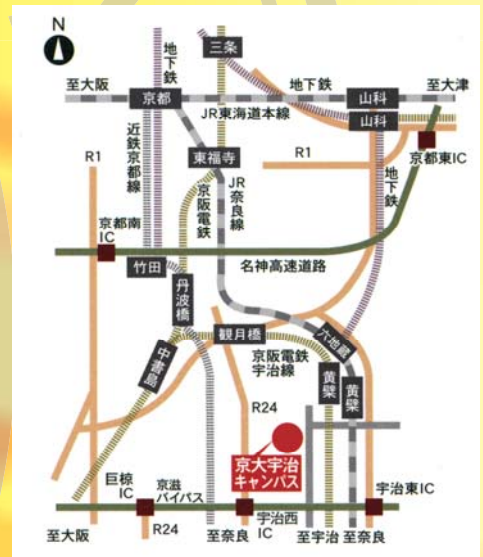 N
三条
地下鉄
地下鉄
至大阪
京都
JR東海道本線
山科
至大津
山科
京都東IC
近鉄京都線
東福寺
R1
R1
京阪電鉄
JR奈良線
地下鉄
京都南
IC
竹田
名神高速道路
丹波橋
観月橋
六地蔵
中書島
京阪電鉄
宇治線
黄檗
黄檗
R24
京大宇治
キャンパス
巨椋
IC
京滋
バイパス
宇治東IC
宇治西
IC
至大阪
R24
至奈良
至宇治
至奈良